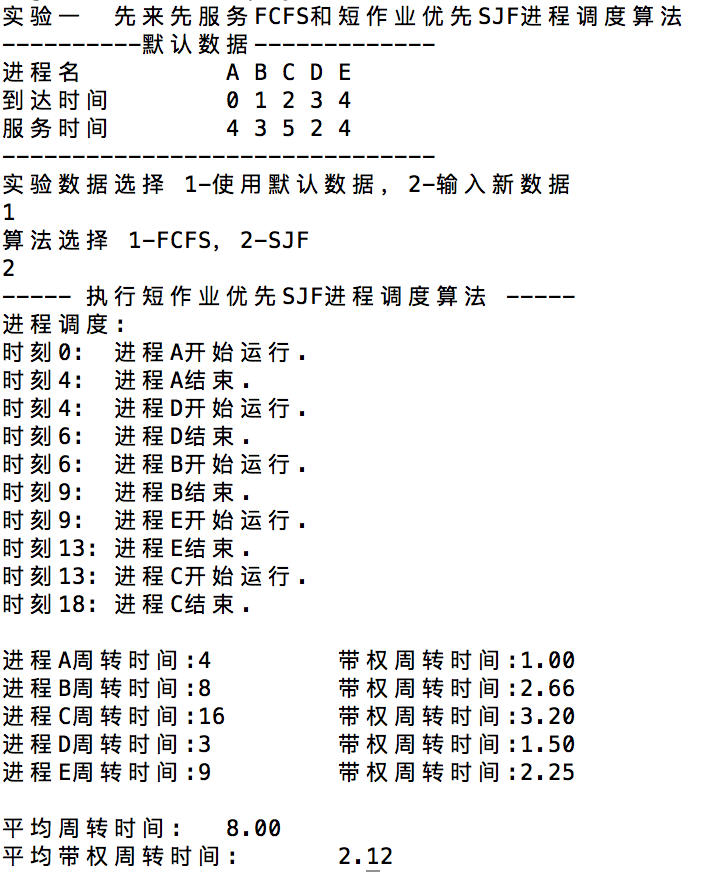 实验一 先来先服务FCFS和短作业优先SJF进程调度算法
----------默认数据-------------
进程名 A B C D E
到达时间 0 1 2 3 4
服务时间 4 3 5 2 4
-------------------------------
实验数据选择 1-使用默认数据, 2-输入新数据
1
算法选择 1-FCFS, 2-SJF
2
----- 执行短作业优先SJF进程调度算法 -----
进程调度:
时刻0: 进程A开始运行.
时刻4: 进程A结束.
时刻4: 进程D开始运行.
时刻6: 进程D结束.
时刻6: 进程B开始运行.
时刻9: 进程B结束.
时刻9: 进程E开始运行.
时刻13: 进程E结束.
时刻13: 进程C开始运行.
时刻18: 进程C结束.
进程A周转时间:4 带权周转时间:1.00
进程B周转时间:8 带权周转时间:2.66
进程C周转时间:16 带权周转时间:3.20
进程D周转时间:3 带权周转时间:1.50
进程E周转时间:9 带权周转时间:2.25
平均周转时间: 8.00
平均带权周转时间: 2.12